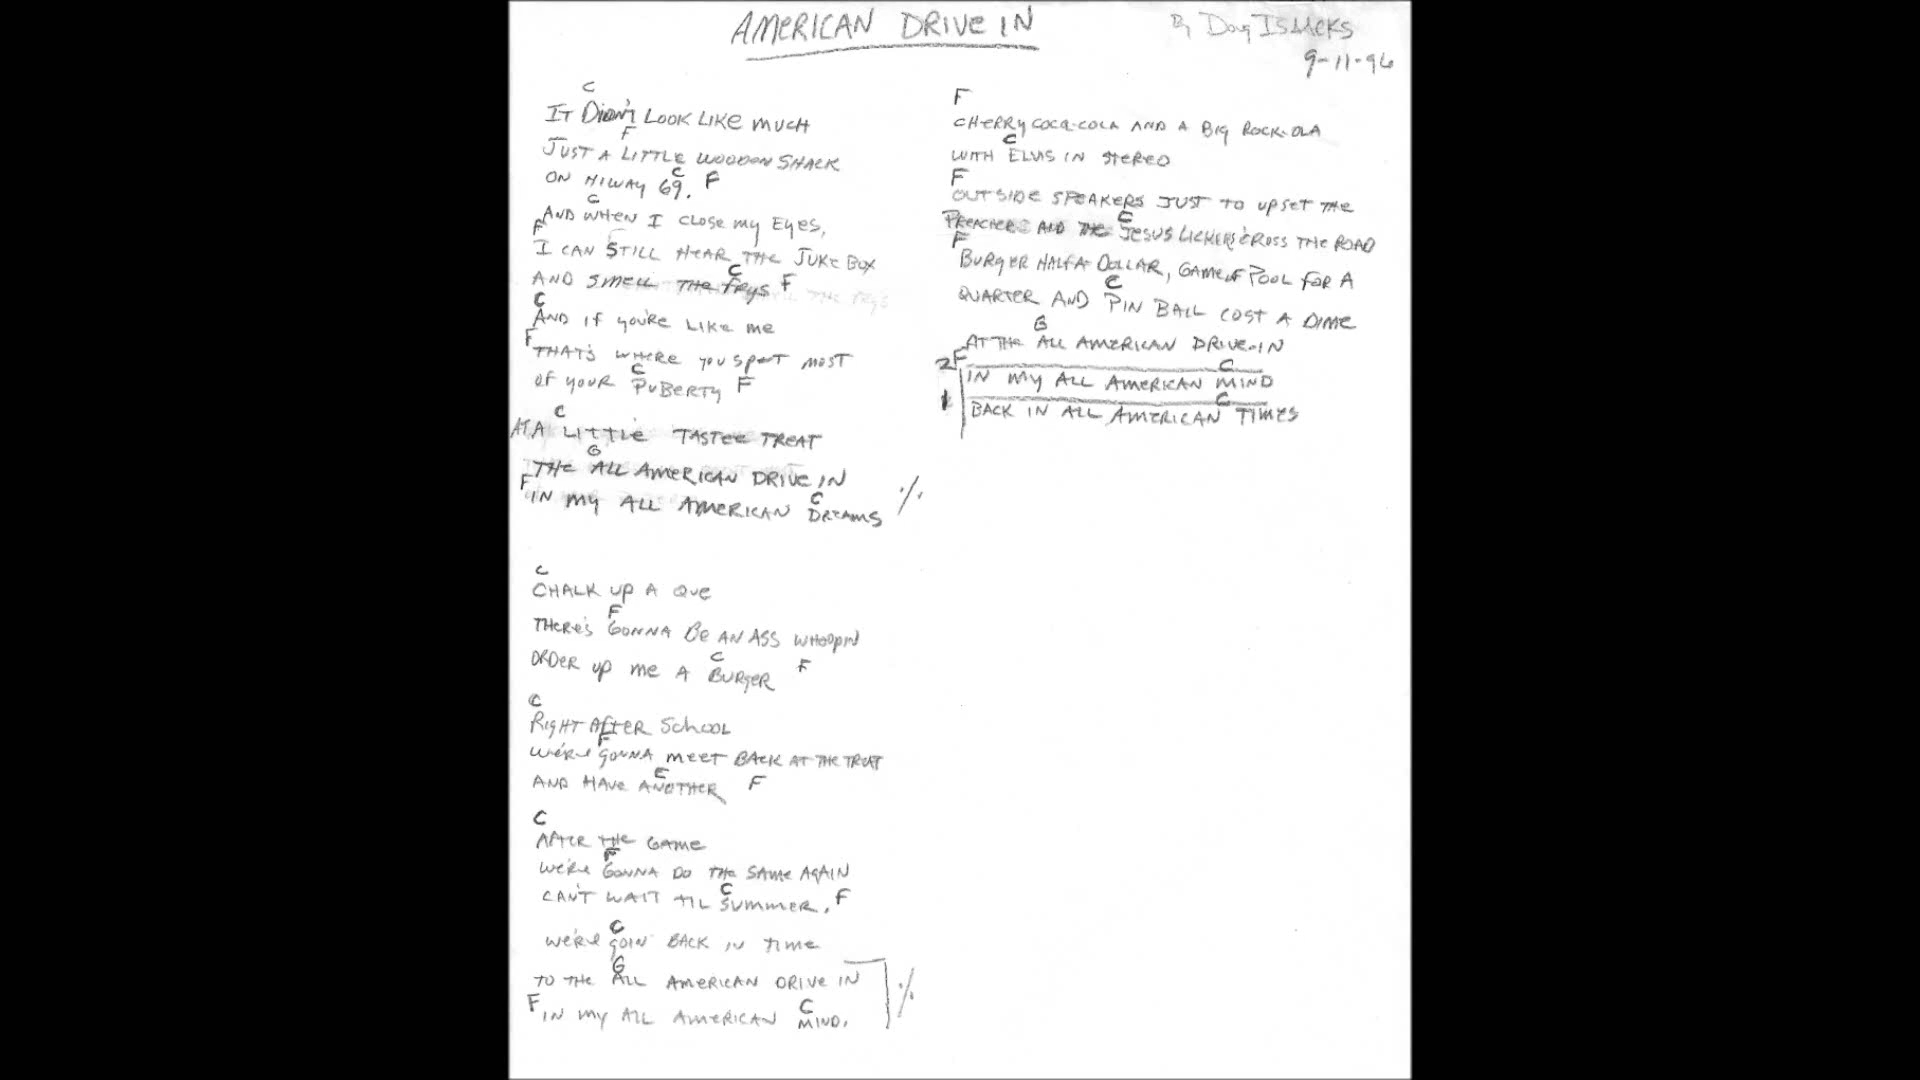 AMERICAN DRIVE IN
By Doug Isaacks
9-11-96
C
IT DIDN'T LOOK LIKE MUCH
F
JUST A LITTLE WOODON SHACK
C F
ON HIWAY 69.
C
AND WHEN I CLOSE MY EYES,
F
I CAN STILL HEAR THE JUKE BOX
C F
AND SMELL THE FRYS
C
AND IF YOU'RE LIKE ME
F
THAT'S WHERE YOU SPENT MOST
C F
OF YOUR PUBERTY
C
AT A LITTLE TASTEE TREAT
G
THE ALL AMERICAN DRIVE IN
F C
IN MY ALL AMERICAN DREAMS
C
CHALK UP A QUE
F
THERE'S GONNA BE AN ASS WHOOPIN
C F
ORDER UP ME A BURGER
C
RIGHT AFTER SCHOOL
F
WE'RE GONNA MEET BACK AT THE TREAT
C F
AND HAVE ANOTHER
C
AFTER THE GAME
F
WE'RE GONNA DO THE SAME AGAIN
C F
CAN'T WAIT TIL SUMMER.
C
WE'RE GOIN' BACK IN TIME
G
TO THE ALL AMERICAN DRIVE IN
F C
IN MY ALL AMERICAN MIND.
F
CHERRY COCA-COLA AND A BIG ROCK-OLA
C
WITH ELVIS IN STEREO
F
OUTSIDE SPEAKERS JUST TO UPSET THE
C
PREACHER AND THE JESUS LICKERS CROSS THE ROAD
F
BURGER HALF A DOLLAR, GAME OF POOL FOR A
C
QUARTER AND PIN BALL COST A DIME
G
AT THE ALL AMERICAN DRIVE-IN
2 F C
IN MY ALL AMERICAN MIND
1 C
BACK IN ALL AMERICAN TIMES